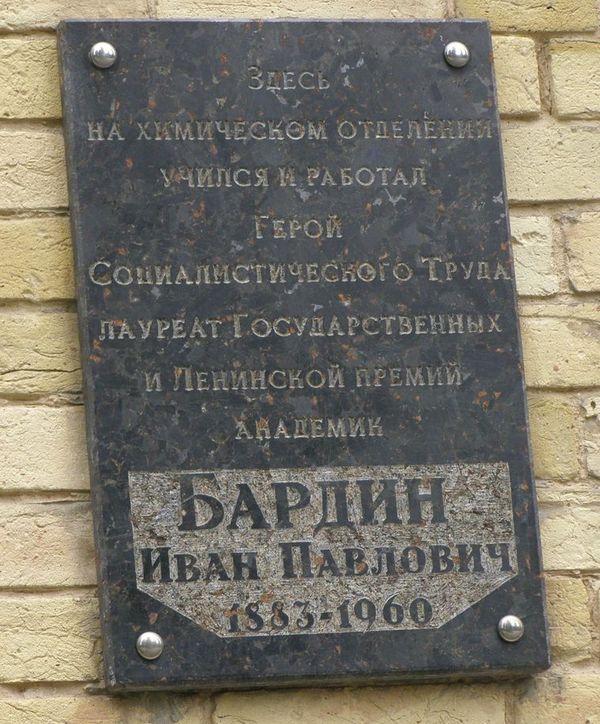 Здесь
на химическом отделении
учился и работал
Герой
Социалистического Труда
лауреат Государственных
и Ленинской премий
академик
Бардин
Иван Павлович
1883-1960